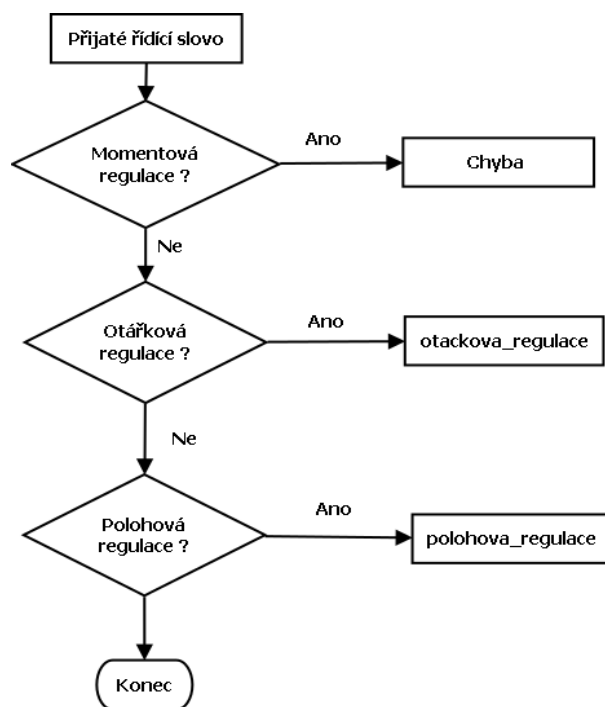 Přijaté řídící slovo
Momentová
regulace ?
Ano
Chyba
Ne
Otářková
regulace ?
Ano
otackova_regulace
Ne
Polohová
regulace ?
Ano
polohova_regulace
Konec